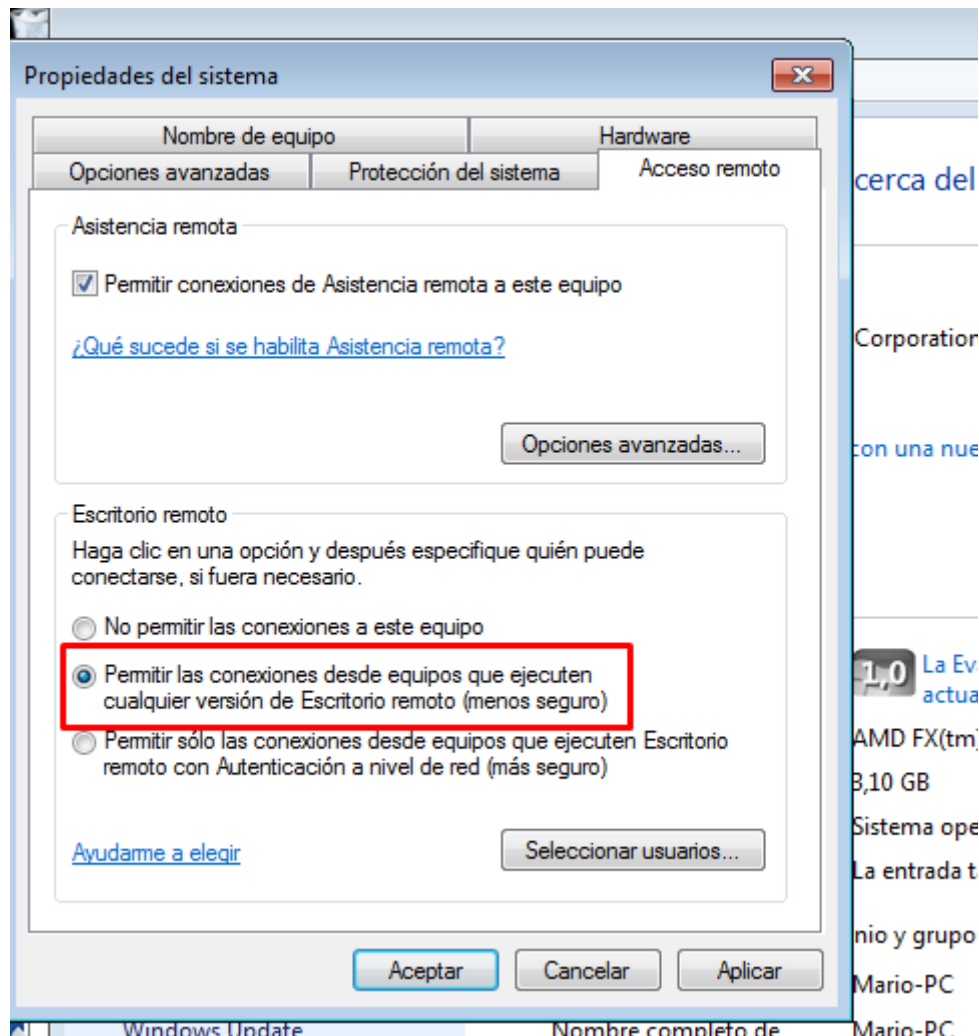 Propiedades del sistema
Nombre de equipo
Hardware
Opciones avanzadas
Protección del sistema
Acceso remoto
Asistencia remota
Permitir conexiones de Asistencia remota a este equipo
¿Qué sucede si se habilita Asistencia remota?
Opciones avanzadas...
Escritorio remoto
Haga clic en una opción y después especifique quién puede
conectarse, si fuera necesario.
No permitir las conexiones a este equipo
Permitir las conexiones desde equipos que ejecuten
cualquier versión de Escritorio remoto (menos seguro)
Permitir sólo las conexiones desde equipos que ejecuten Escritorio
remoto con Autenticación a nivel de red (más seguro)
Ayudarme a elegir
Seleccionar usuarios...
Aceptar
Cancelar
Aplicar
cerca del
Corporation
con una nue
1,0
La Eva
actua
AMD FX(tm)
3,10 GB
Sistema ope
La entrada t
nio y grupo
Mario-PC
Windows Update
Nombre completo de
Mario-PC